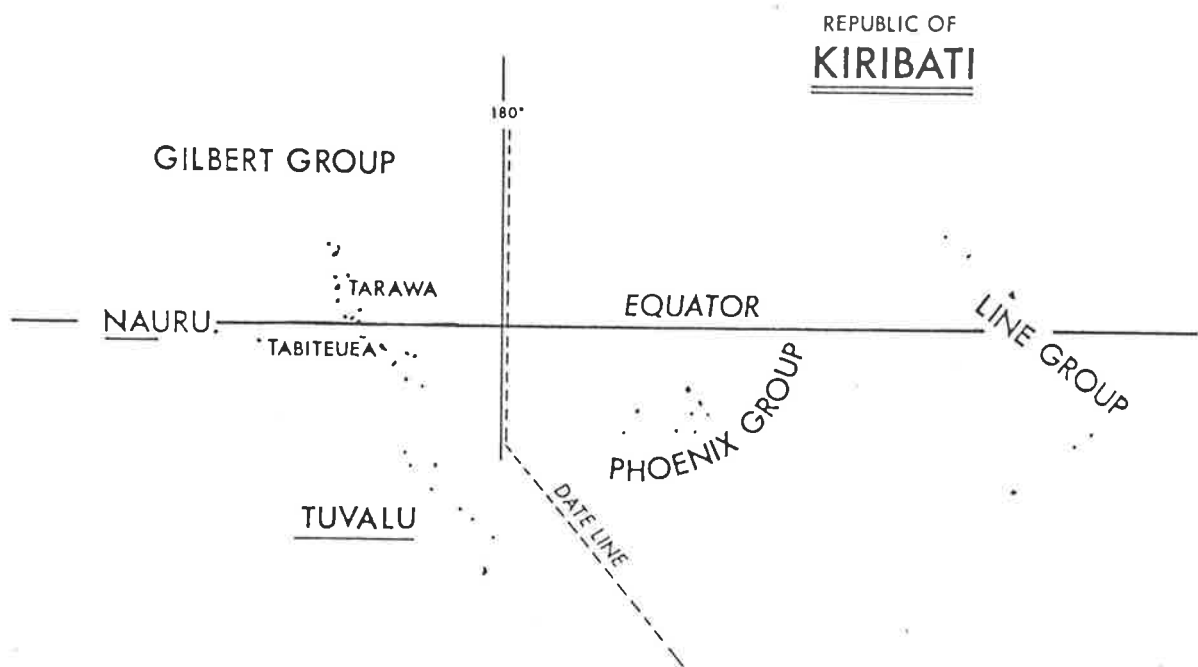 REPUBLIC OF
KIRIBATI
180°
GILBERT GROUP
TARAWA
EQUATOR
NAURU
TABITEUEA
LINE GROUP
PHOENIX GROUP
TUVALU
DATE LINE